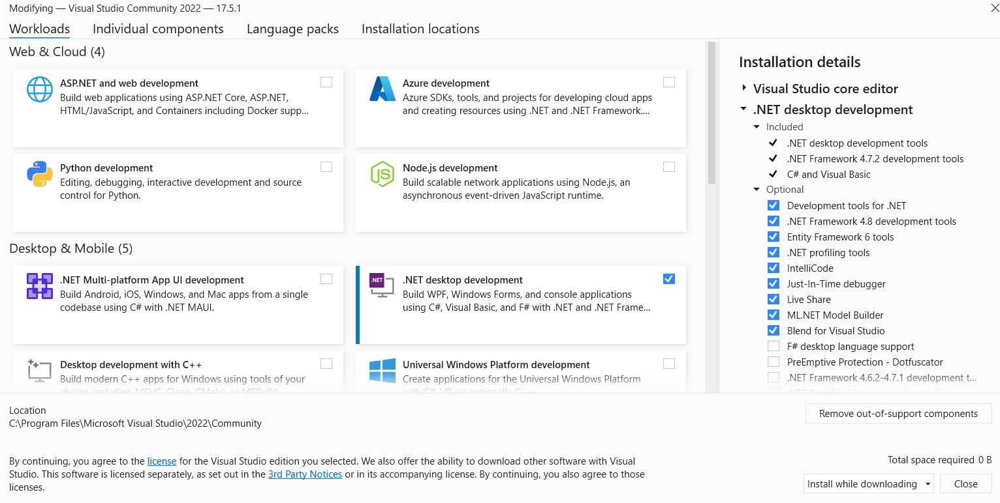 Modifying — Visual Studio Community 2022 — 17.5.1
Workloads
Individual components
Language packs
Installation locations
Web & Cloud (4)
ASP.NET and web development
Build web applications using ASP.NET Core, ASP.NET,
HTML/JavaScript, and Containers including Docker supp...
Azure development
Azure SDKs, tools, and projects for developing cloud apps
and creating resources using .NET and .NET Framework....
Python development
Editing, debugging, interactive development and source
control for Python.
Node.js development
Build scalable network applications using Node.js, an
asynchronous event-driven JavaScript runtime.
JS
Desktop & Mobile (5)
.NET Multi-platform App UI development
Build Android, iOS, Windows, and Mac apps from a single
codebase using C# with .NET MAUI.
.NET
.NET desktop development
Build WPF, Windows Forms, and console applications
using C#, Visual Basic, and F# with .NET and .NET Frame...
Desktop development with C++
Build modern C++ apps for Windows using tools of your
choice, including MSVC, Clang, CMake, or MSBuild.
Universal Windows Platform development
Create applications for the Universal Windows Platform
with C#, VB, or optionally C++.
Installation details
Visual Studio core editor
.NET desktop development
Included
.NET desktop development tools
.NET Framework 4.7.2 development tools
C# and Visual Basic
Optional
Development tools for .NET
.NET Framework 4.8 development tools
Entity Framework 6 tools
.NET profiling tools
IntelliCode
Just-In-Time debugger
Live Share
ML.NET Model Builder
Blend for Visual Studio
F# desktop language support
PreEmptive Protection - Dotfuscator
.NET Framework 4.6.2-4.7.1 development t...
Location
C:\Program Files\Microsoft Visual Studio\2022\Community
Remove out-of-support components
By continuing, you agree to the license for the Visual Studio edition you selected. We also offer the ability to download other software with Visual
Studio. This software is licensed separately, as set out in the 3rd Party Notices or in its accompanying license. By continuing, you also agree to those
licenses.
Total space required 0 B
Install while downloading
Close